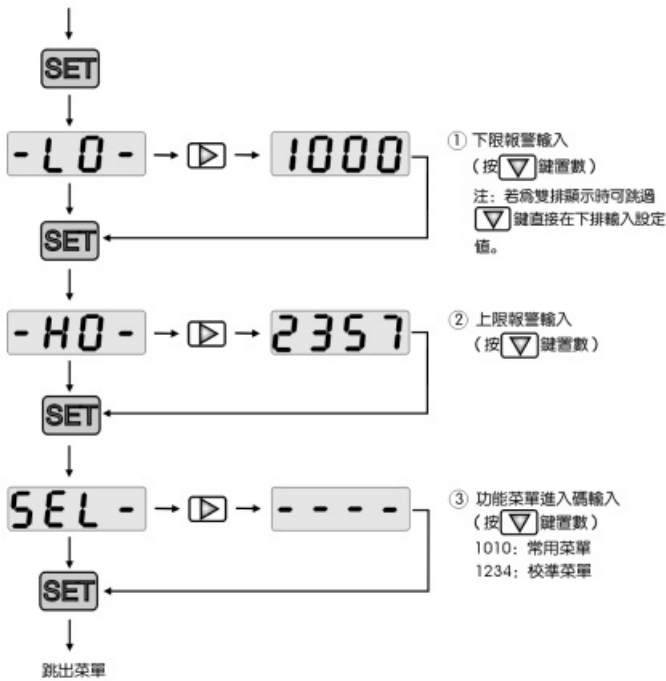 SET
-LO-
1000
① 下限報警輸入
(按▽鍵置數)
注：若爲雙排顯示時可跳過
▽鍵直接在下排輸入設定
值。
SET
-HO-
2357
② 上限報警輸入
(按▽鍵置數)
SET
SEL-
----
③ 功能菜單進入碼輸入
(按▽鍵置數)
1010：常用菜單
1234：校準菜單
SET
跳出菜單